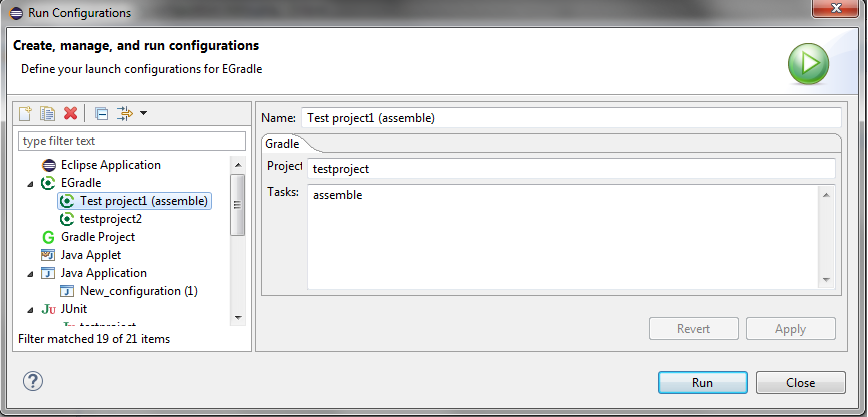 Run Configurations
Create, manage, and run configurations
Define your launch configurations for EGradle
type filter text
Eclipse Application
EGradle
Test project1 (assemble)
testproject2
Gradle Project
Java Applet
Java Application
New_configuration (1)
JUnit
testproject
Filter matched 19 of 21 items
Name: Test project1 (assemble)
Gradle
Project testproject
Tasks: assemble
Revert Apply
Run Close